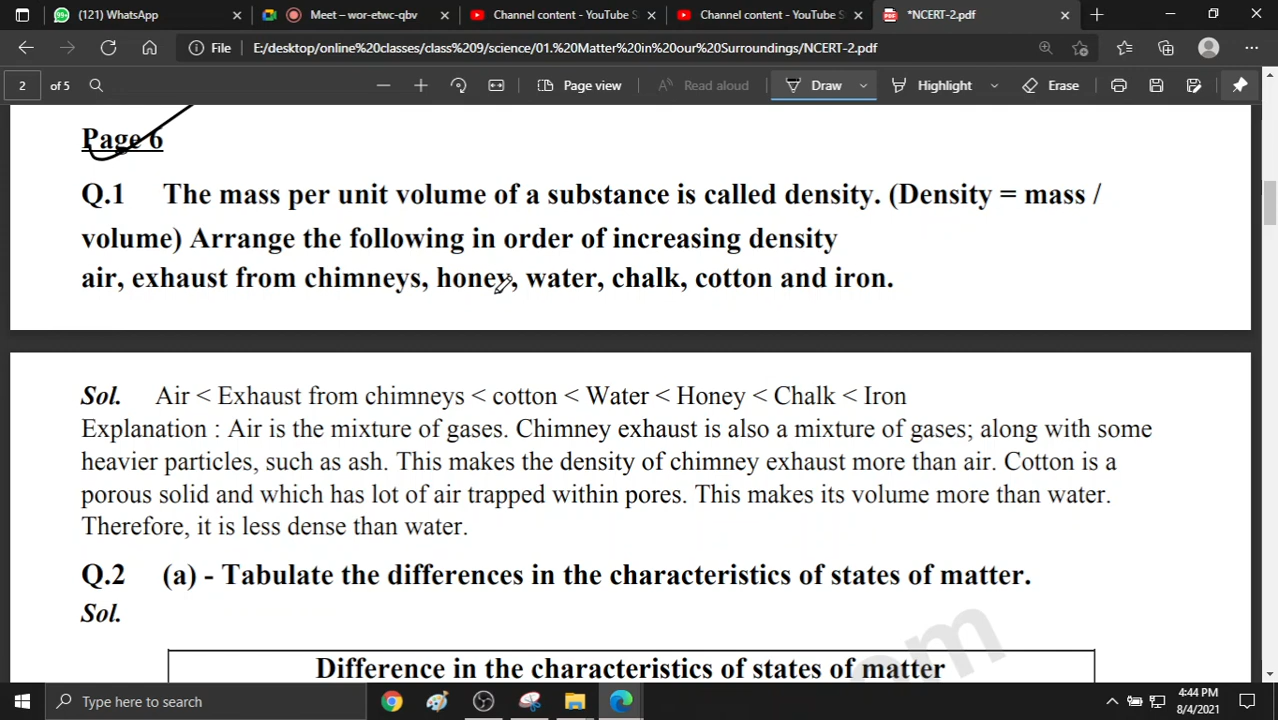 (121) WhatsApp
Meet – wor-etwc-qbv
Channel content - YouTube S
Channel content - YouTube S
*NCERT-2.pdf
File E:/desktop/online%20classes/class%209/science/01.%20Matter%20in%20our%20Surroundings/NCERT-2.pdf
2 of 5 Page view Read aloud Draw Highlight Erase
Page 6
Q.1 The mass per unit volume of a substance is called density. (Density = mass /
volume) Arrange the following in order of increasing density
air, exhaust from chimneys, honey, water, chalk, cotton and iron.
Sol. Air < Exhaust from chimneys < cotton < Water < Honey < Chalk < Iron
Explanation : Air is the mixture of gases. Chimney exhaust is also a mixture of gases; along with some
heavier particles, such as ash. This makes the density of chimney exhaust more than air. Cotton is a
porous solid and which has lot of air trapped within pores. This makes its volume more than water.
Therefore, it is less dense than water.
Q.2 (a) - Tabulate the differences in the characteristics of states of matter.
Sol.
om
Difference in the characteristics of states of matter
Type here to search
4:44 PM
8/4/2021